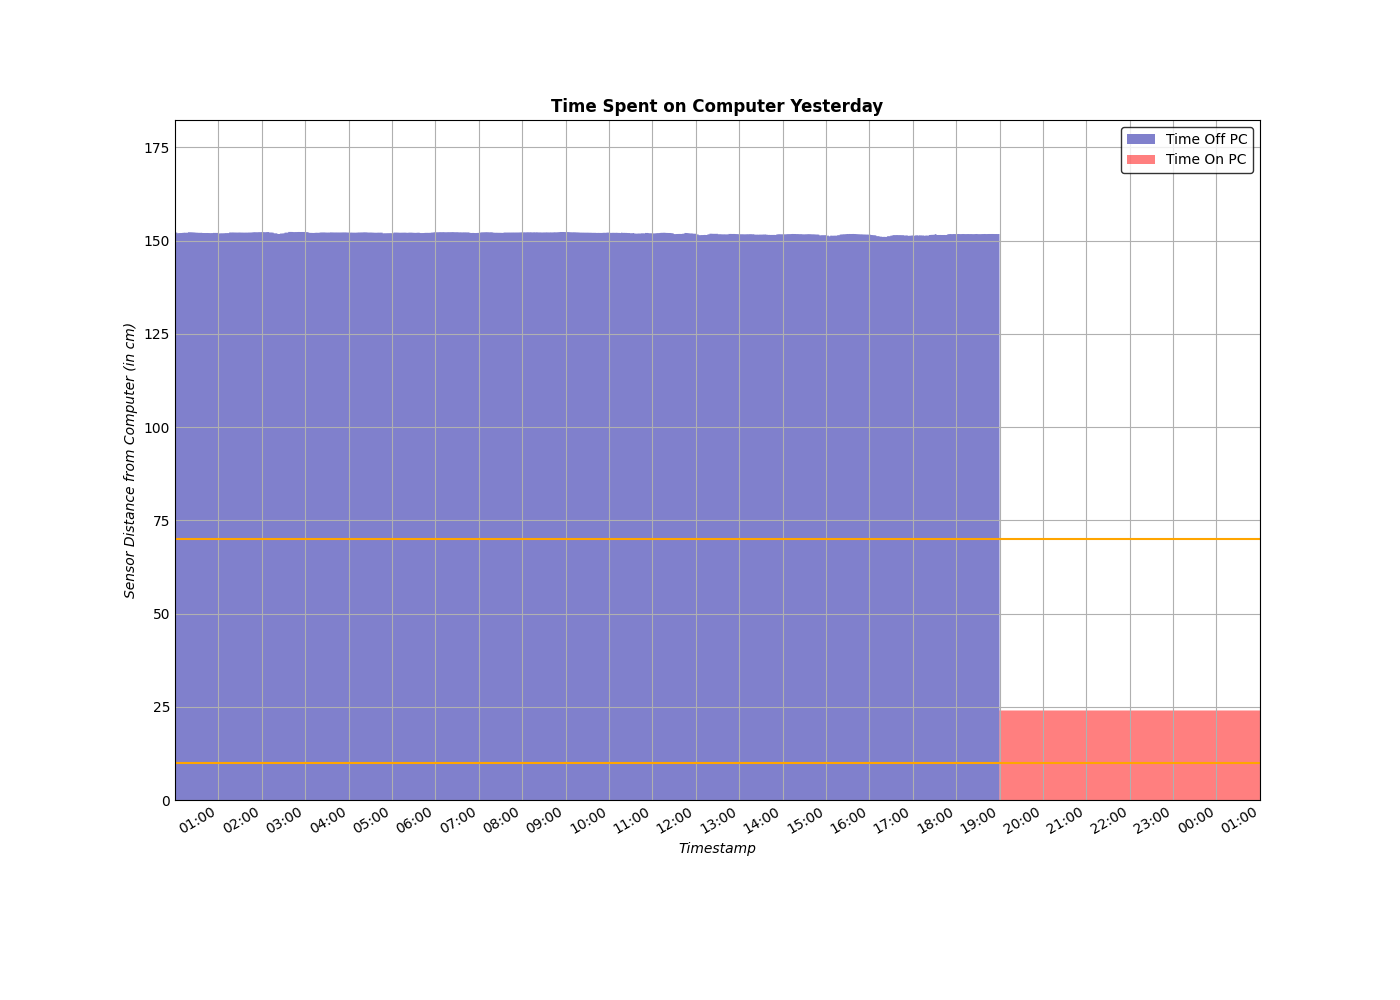 Time Spent on Computer Yesterday
Time Off PC
Time On PC
Sensor Distance from Computer (in cm)
175
150
125
100
75
50
25
0
01:00 02:00 03:00 04:00 05:00 06:00 07:00 08:00 09:00 10:00 11:00 12:00 13:00 14:00 15:00 16:00 17:00 18:00 19:00 20:00 21:00 22:00 23:00 00:00 01:00
Timestamp